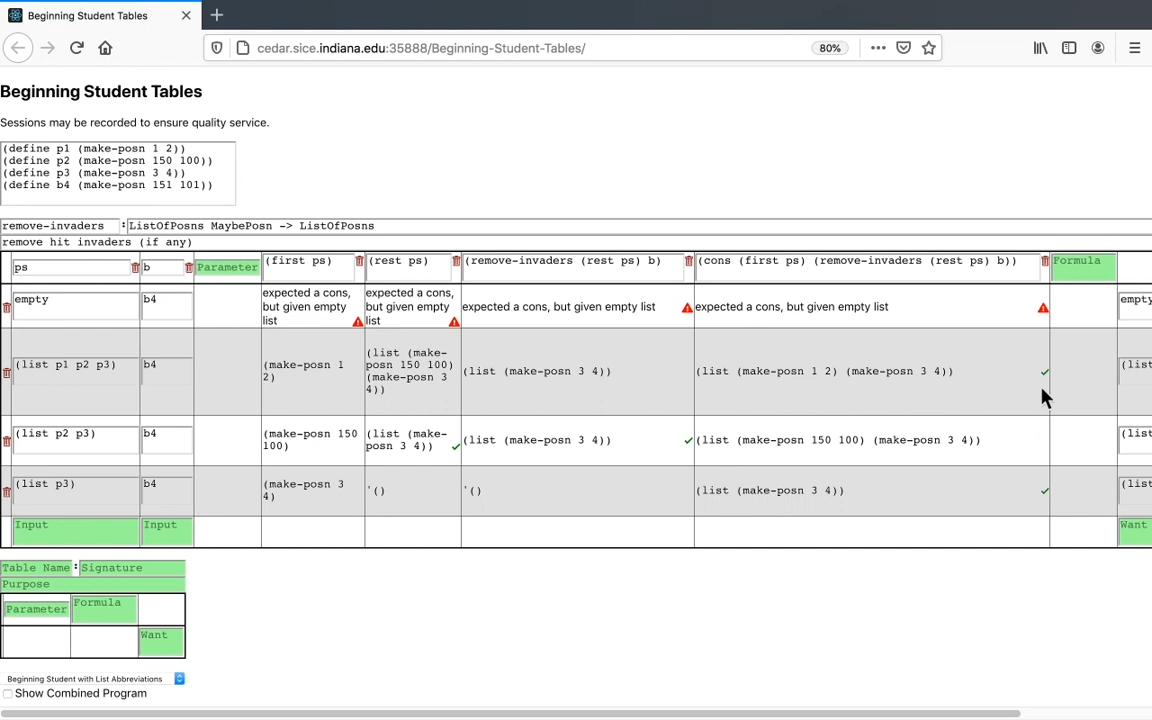 Beginning Student Tables
cedar.sice.indiana.edu:35888/Beginning-Student-Tables/
80%
Beginning Student Tables
Sessions may be recorded to ensure quality service.
(define p1 (make-posn 1 2))
(define p2 (make-posn 150 100))
(define p3 (make-posn 3 4))
(define b4 (make-posn 151 101))
remove-invaders : ListOfPosns MaybePosn -> ListOfPosns
remove hit invaders (if any)
ps b Parameter (first ps) (rest ps) (remove-invaders (rest ps) b) (cons (first ps) (remove-invaders (rest ps) b)) Formula
empty b4 expected a cons, but given empty list expected a cons, but given empty list expected a cons, but given empty list expected a cons, but given empty list empty
(list p1 p2 p3) b4 (make-posn 1 2) (list (make-posn 150 100) (make-posn 3 4)) (list (make-posn 3 4)) (list (make-posn 1 2) (make-posn 3 4)) (list
(list p2 p3) b4 (make-posn 150 100) (list (make-posn 3 4)) (list (make-posn 3 4)) (list (make-posn 150 100) (make-posn 3 4)) (list
(list p3) b4 (make-posn 3 4) '() '() (list (make-posn 3 4)) (list
Input Input Want
Table Name : Signature
Purpose
Parameter Formula
Want
Beginning Student with List Abbreviations
Show Combined Program